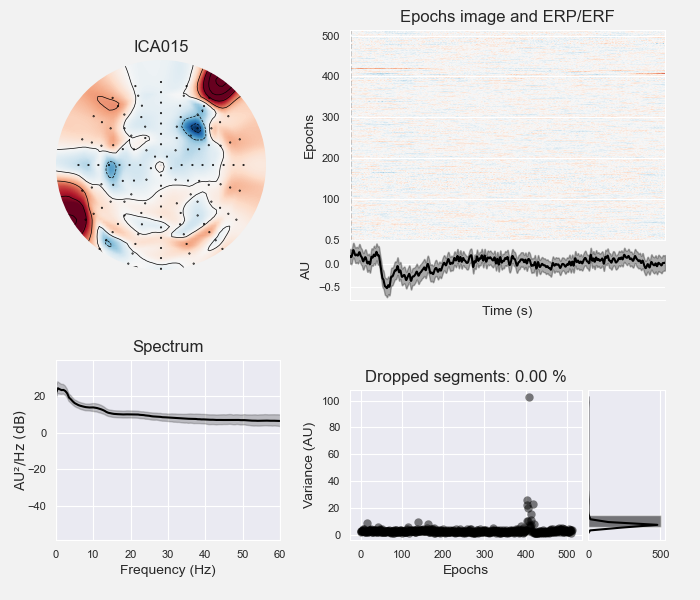 ICA015
Epochs image and ERP/ERF
Epochs
500
400
300
200
100
AU
0.5
0.0
−0.5
Time (s)
Spectrum
AU²/Hz (dB)
20
0
−20
−40
0 10 20 30 40 50 60
Frequency (Hz)
Dropped segments: 0.00 %
Variance (AU)
100
80
60
40
20
0
0 100 200 300 400 500
Epochs
0 500